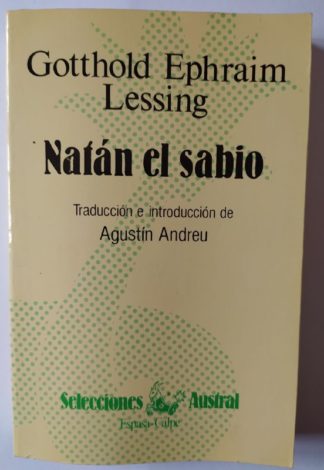 Gotthold Ephraim
Lessing
Natán el sabio
Traducción e introducción de
Agustín Andreu
Selecciones Austral
Espasa-Calpe